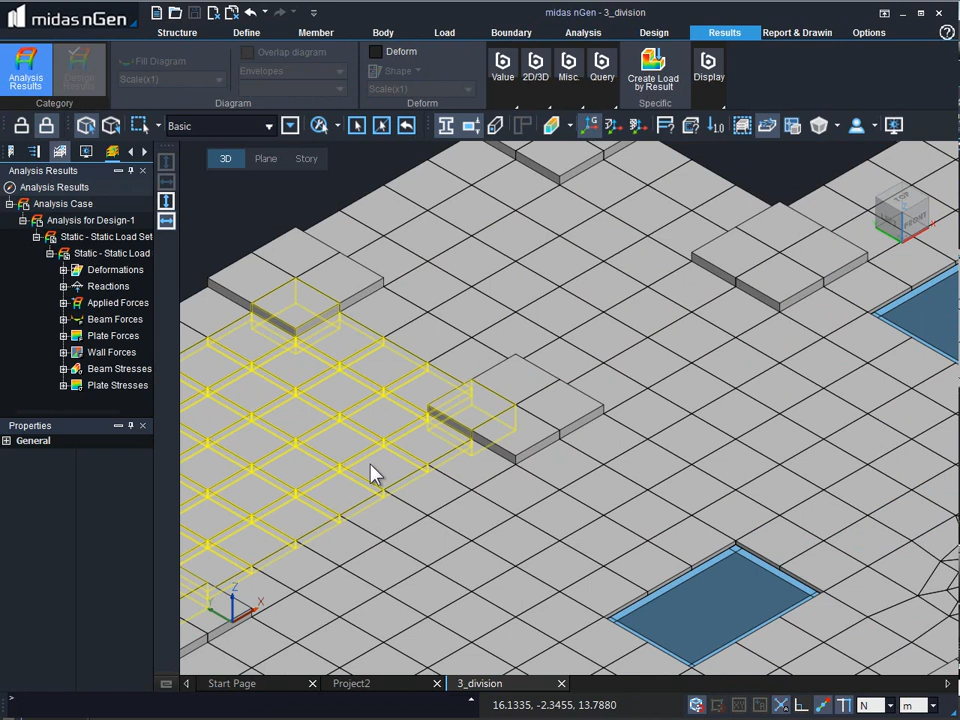 midas nGen
midas nGen - 3_division
Structure Define Member Body Load Boundary Analysis Design Results Report & Drawin Options
Analysis Results
Design Results
Category
Fill Diagram
Scale(x1)
Overlap diagram
Envelopes
Diagram
Deform
Shape
Scale(x1)
Deform
Value
2D/3D
Misc.
Query
Create Load by Result
Specific
Display
Basic
1.0
3D Plane Story
Analysis Results
Analysis Results
Analysis Case
Analysis for Design-1
Static - Static Load Set
Static - Static Load
Deformations
Reactions
Applied Forces
Beam Forces
Plate Forces
Wall Forces
Beam Stresses
Plate Stresses
Properties
General
TOP
FRONT
Z
X
Start Page Project2 3_division
>
16.1335, -2.3455, 13.7880
N m